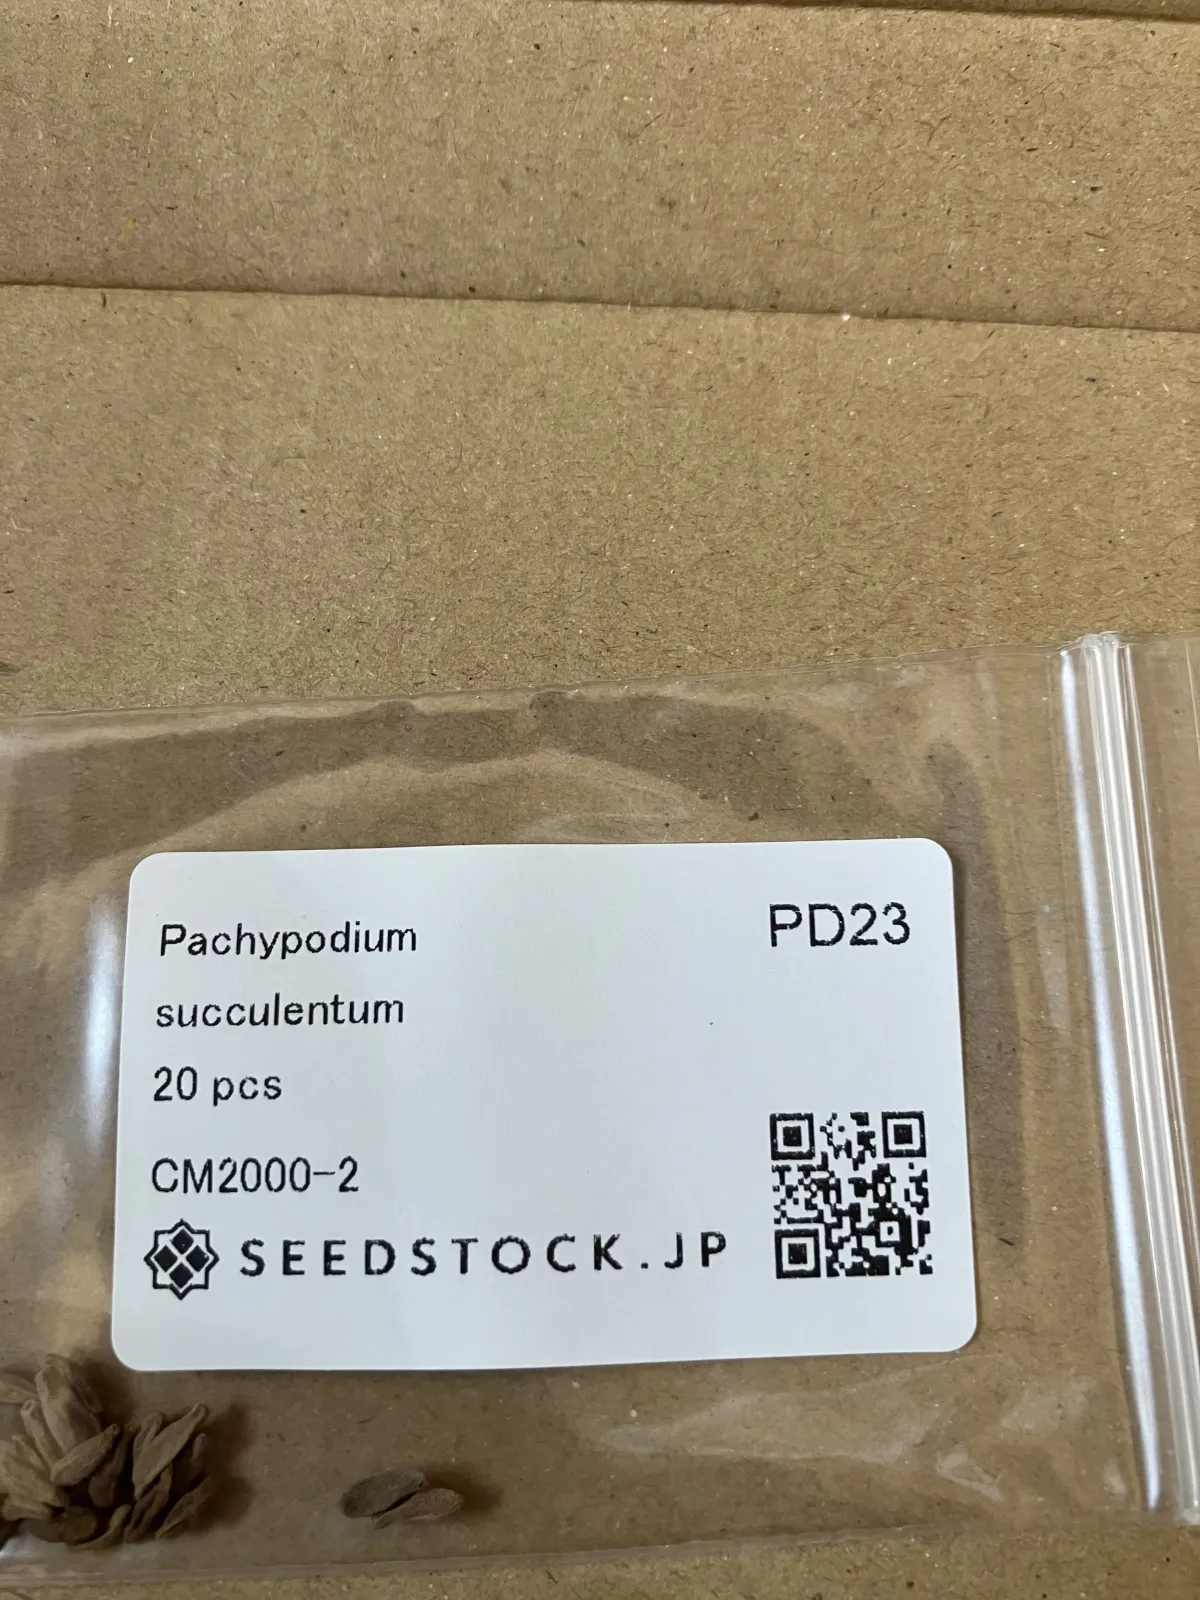 Pachypodium
PD23
succulentum
20 pcs
CM2000-2
SEEDSTOCK.JP